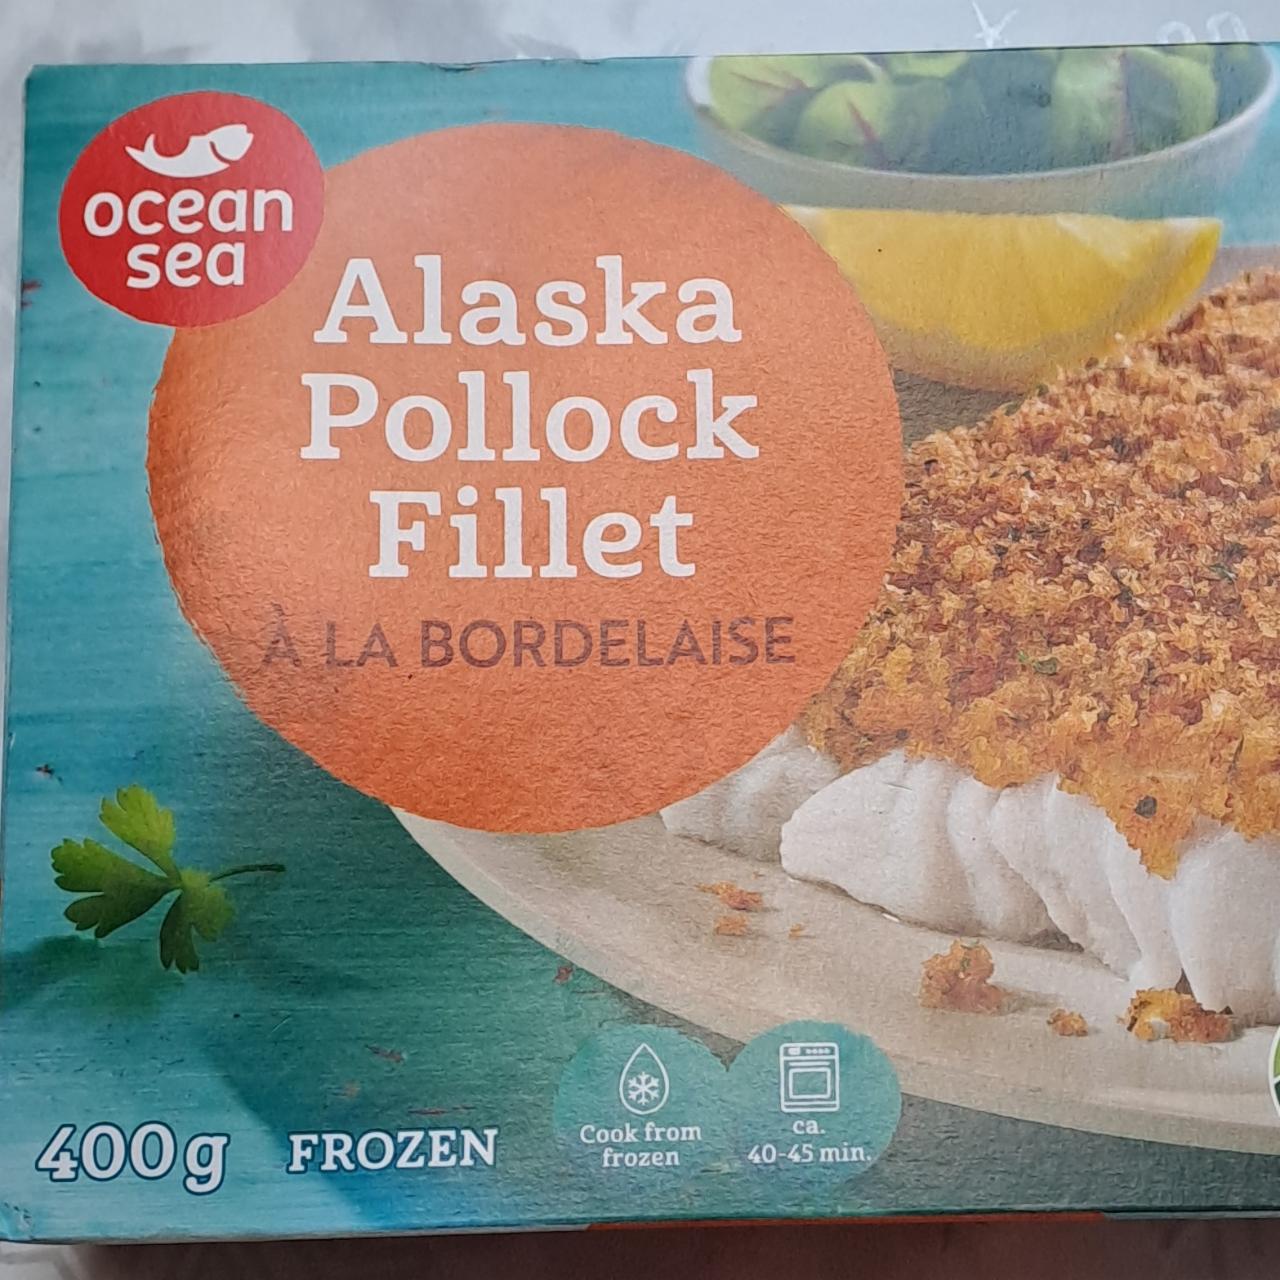 ocean
sea
Alaska
Pollock
Fillet
À LA BORDELAISE
400g FROZEN
Cook from
frozen
ca.
40-45 min.